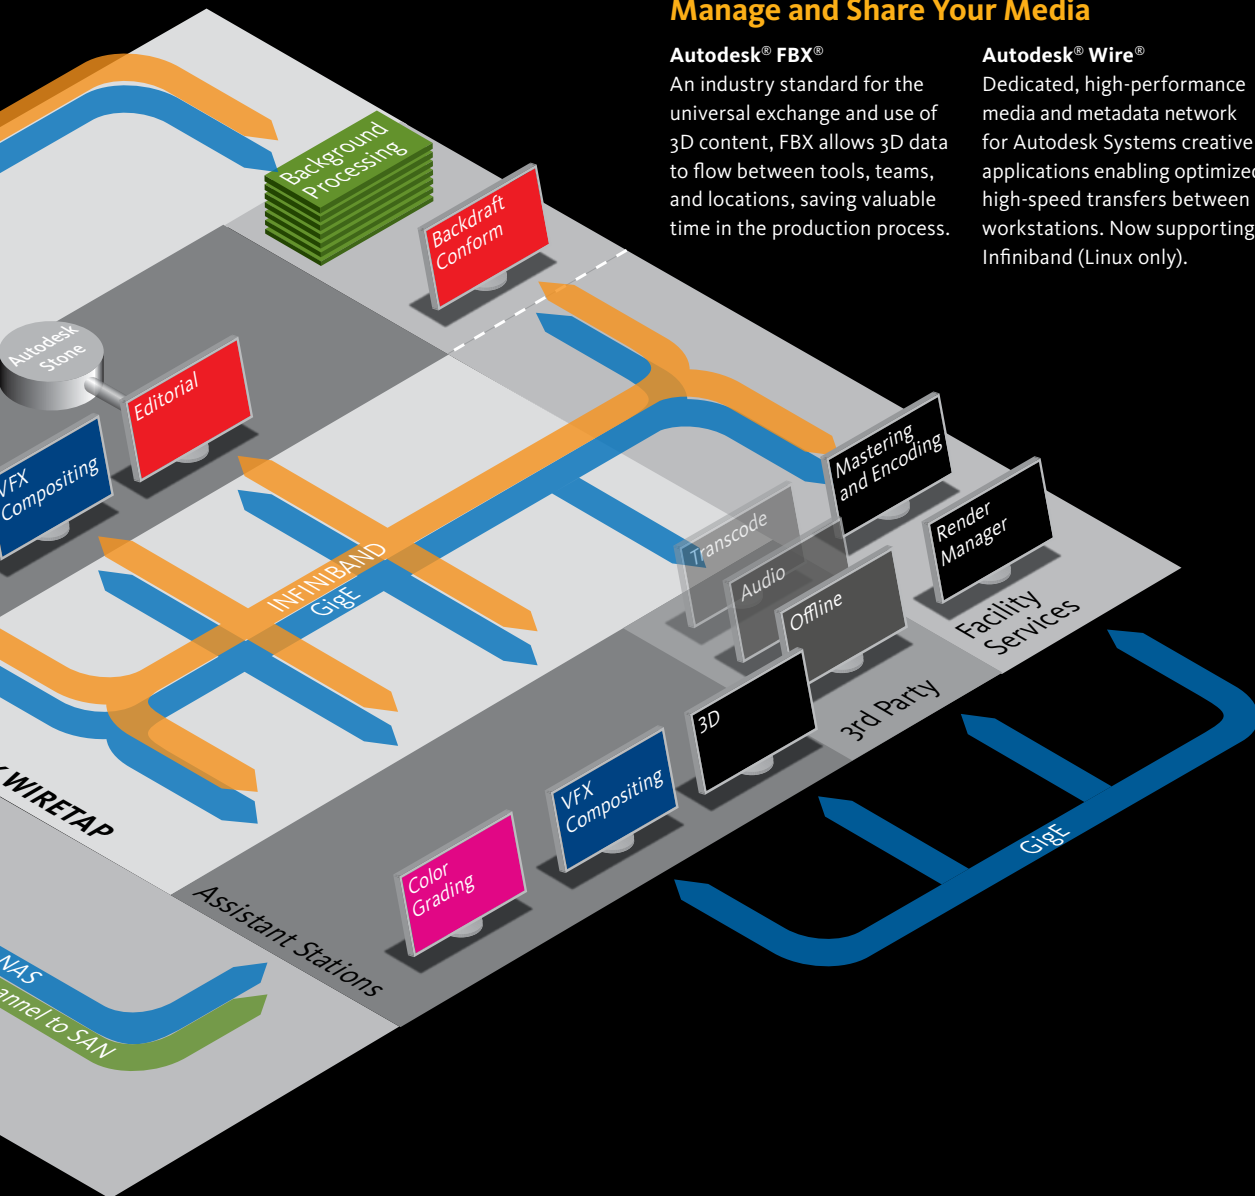 Manage and Share Your Media
Autodesk® FBX®
An industry standard for the
universal exchange and use of
3D content, FBX allows 3D data
to flow between tools, teams,
and locations, saving valuable
time in the production process.
Autodesk® Wire®
Dedicated, high-performance
media and metadata network
for Autodesk Systems creative
applications enabling optimized
high-speed transfers between
workstations. Now supporting
Infiniband (Linux only).
Background
Processing
Backdraft
Conform
Autodesk
Stone
Editorial
VFX
Compositing
INFINIBAND
GigE
Mastering
and Encoding
Render
Manager
Transcode
Audio
Offline
3D
VFX
Compositing
Color
Grading
Facility
Services
3rd Party
Assistant Stations
GigE
WIRETAP
NAS
annel to SAN